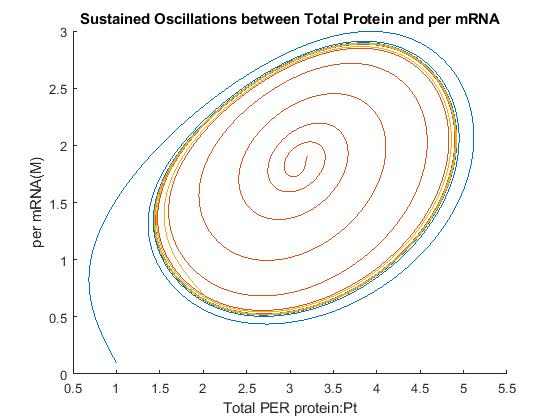 Sustained Oscillations between Total Protein and per mRNA
3
2.5
2
1.5
1
0.5
0
per mRNA(M)
0.5 1 1.5 2 2.5 3 3.5 4 4.5 5 5.5
Total PER protein:Pt